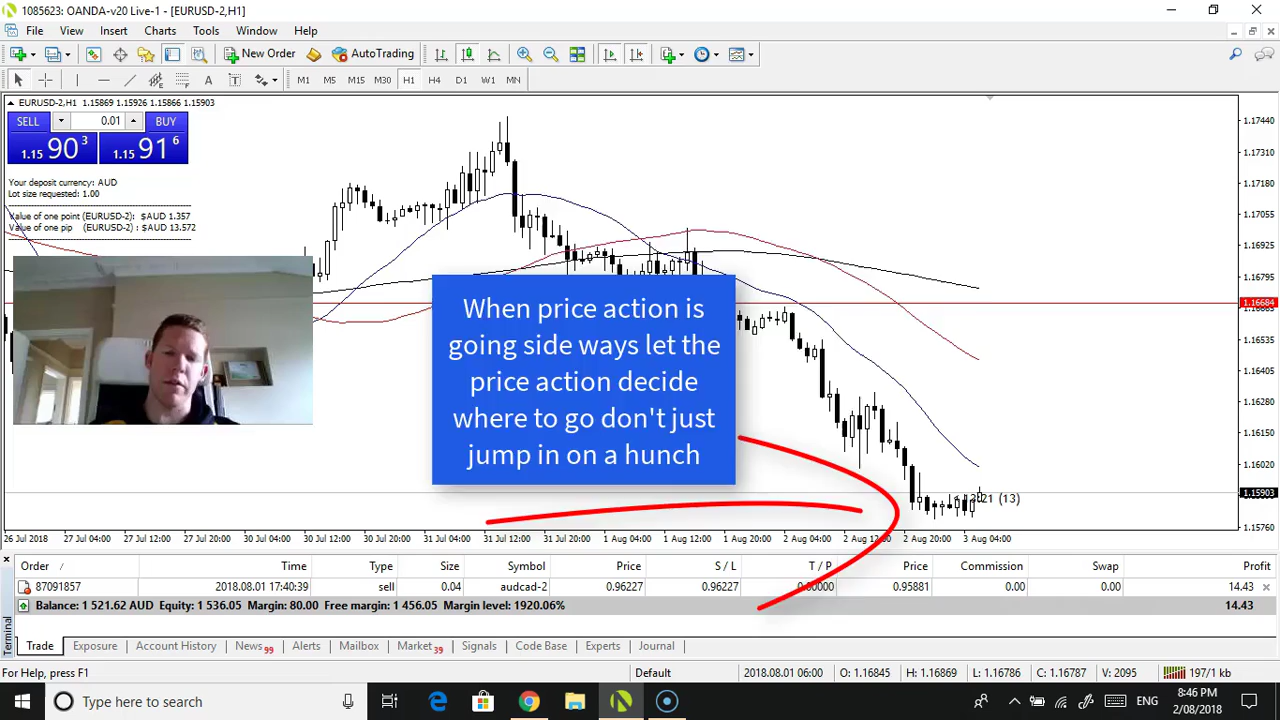 1085623: OANDA-v20 Live-1 - [EURUSD-2,H1]
File View Insert Charts Tools Window Help
New Order AutoTrading
M1 M5 M15 M30 H1 H4 D1 W1 MN
EURUSD-2,H1 1.15869 1.15926 1.15866 1.15903
SELL 0.01 BUY
1.15 90 3 1.15 91 6
Your deposit currency: AUD
Lot size requested: 1.00
Value of one point (EURUSD-2) : $AUD 1.357
Value of one pip (EURUSD-2) : $AUD 13.572
When price action is
going side ways let the
price action decide
where to go don't just
jump in on a hunch
1.17440
1.17310
1.17180
1.17055
1.16925
1.16795
1.16684
1.16665
1.16535
1.16405
1.16280
1.16150
1.16020
1.15903
1.15760
(13)
26 Jul 2018 27 Jul 04:00 27 Jul 12:00 27 Jul 20:00 30 Jul 04:00 30 Jul 12:00 30 Jul 20:00 31 Jul 04:00 31 Jul 12:00 31 Jul 20:00 1 Aug 04:00 1 Aug 12:00 1 Aug 20:00 2 Aug 04:00 2 Aug 12:00 2 Aug 20:00 3 Aug 04:00
Order Time Type Size Symbol Price S / L T / P Price Commission Swap Profit
87091857 2018.08.01 17:40:39 sell 0.04 audcad-2 0.96227 0.96227 0.00000 0.95881 0.00 0.00 14.43
Balance: 1 521.62 AUD Equity: 1 536.05 Margin: 80.00 Free margin: 1 456.05 Margin level: 1920.06% 14.43
Terminal
Trade Exposure Account History News 99 Alerts Mailbox Market 39 Signals Code Base Experts Journal
For Help, press F1 Default 2018.08.01 06:00 O: 1.16845 H: 1.16869 L: 1.16786 C: 1.16787 V: 2095 197/1 kb
Type here to search ENG 8:46 PM
2/08/2018